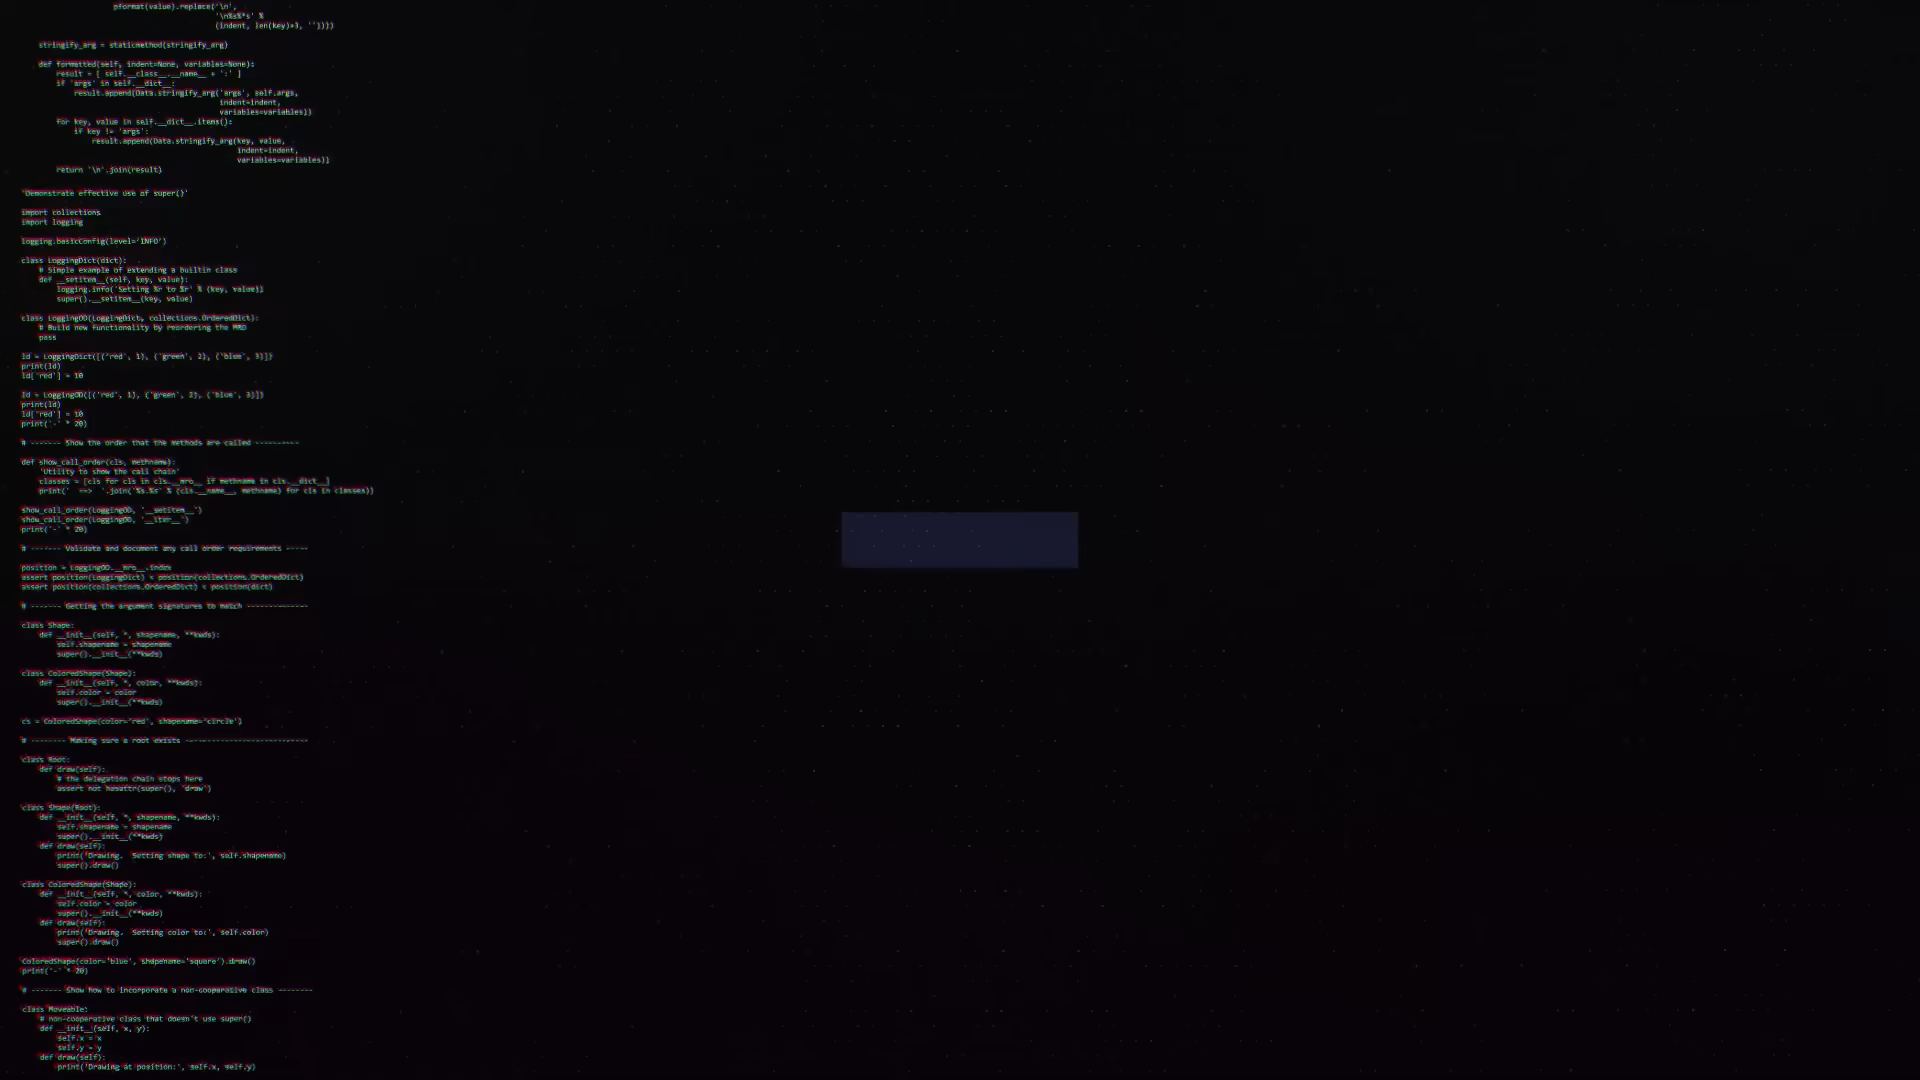 pformat(value).replace('\n',
'\n%s%*s' %
(indent, len(key)+3, ''))))
stringify_arg = staticmethod(stringify_arg)
def formatted(self, indent=None, variables=None):
result = [ self.__class__.__name__ + ':' ]
if 'args' in self.__dict__:
result.append(Data.stringify_arg('args', self.args,
indent=indent,
variables=variables))
for key, value in self.__dict__.items():
if key != 'args':
result.append(Data.stringify_arg(key, value,
indent=indent,
variables=variables))
return '\n'.join(result)
'Demonstrate effective use of super()'
import collections
import logging
logging.basicConfig(level='INFO')
class LoggingDict(dict):
# Simple example of extending a builtin class
def __setitem__(self, key, value):
logging.info('Setting %r to %r' % (key, value))
super().__setitem__(key, value)
class LoggingOD(LoggingDict, collections.OrderedDict):
# Build new functionality by reordering the MRO
pass
ld = LoggingDict([('red', 1), ('green', 2), ('blue', 3)])
print(ld)
ld['red'] = 10
ld = LoggingOD([('red', 1), ('green', 2), ('blue', 3)])
print(ld)
ld['red'] = 10
print('-' * 20)
# ------- Show the order that the methods are called ----------
def show_call_order(cls, methname):
'Utility to show the call chain'
classes = [cls for cls in cls.__mro__ if methname in cls.__dict__]
print('  ==>  '.join('%s.%s' % (cls.__name__, methname) for cls in classes))
show_call_order(LoggingOD, '__setitem__')
show_call_order(LoggingOD, '__iter__')
print('-' * 20)
# ------- Validate and document any call order requirements -----
position = LoggingOD.__mro__.index
assert position(LoggingDict) < position(collections.OrderedDict)
assert position(collections.OrderedDict) < position(dict)
# ------- Getting the argument signatures to match --------------
class Shape:
def __init__(self, *, shapename, **kwds):
self.shapename = shapename
super().__init__(**kwds)
class ColoredShape(Shape):
def __init__(self, *, color, **kwds):
self.color = color
super().__init__(**kwds)
cs = ColoredShape(color='red', shapename='circle')
# -------- Making sure a root exists ----------------------------
class Root:
def draw(self):
# the delegation chain stops here
assert not hasattr(super(), 'draw')
class Shape(Root):
def __init__(self, *, shapename, **kwds):
self.shapename = shapename
super().__init__(**kwds)
def draw(self):
print('Drawing.  Setting shape to:', self.shapename)
super().draw()
class ColoredShape(Shape):
def __init__(self, *, color, **kwds):
self.color = color
super().__init__(**kwds)
def draw(self):
print('Drawing.  Setting color to:', self.color)
super().draw()
ColoredShape(color='blue', shapename='square').draw()
print('-' * 20)
# ------- Show how to incorporate a non-cooperative class --------
class Moveable:
# non-cooperative class that doesn't use super()
def __init__(self, x, y):
self.x = x
self.y = y
def draw(self):
print('Drawing at position:', self.x, self.y)